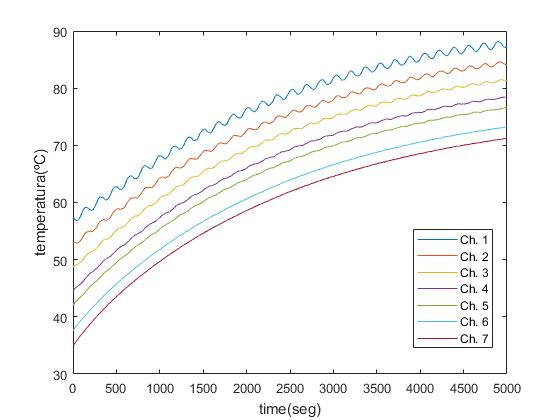 90
80
70
60
50
40
30
temperatura(ºC)
0 500 1000 1500 2000 2500 3000 3500 4000 4500 5000
time(seg)
Ch. 1
Ch. 2
Ch. 3
Ch. 4
Ch. 5
Ch. 6
Ch. 7